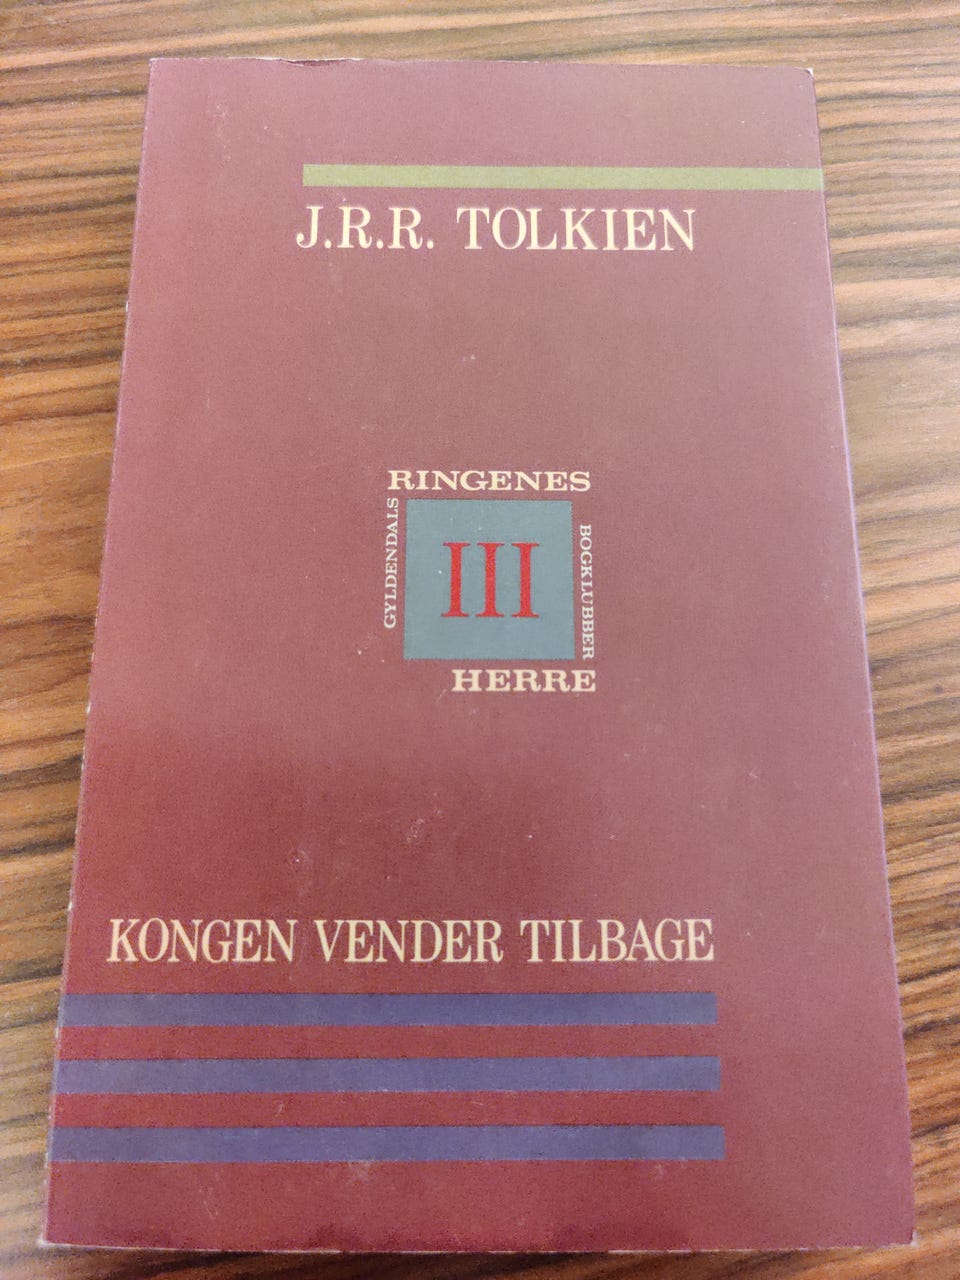 J.R.R. TOLKIEN
RINGENES
GYLDENDALS
III
BOGKLUBBER
HERRE
KONGEN VENDER TILBAGE